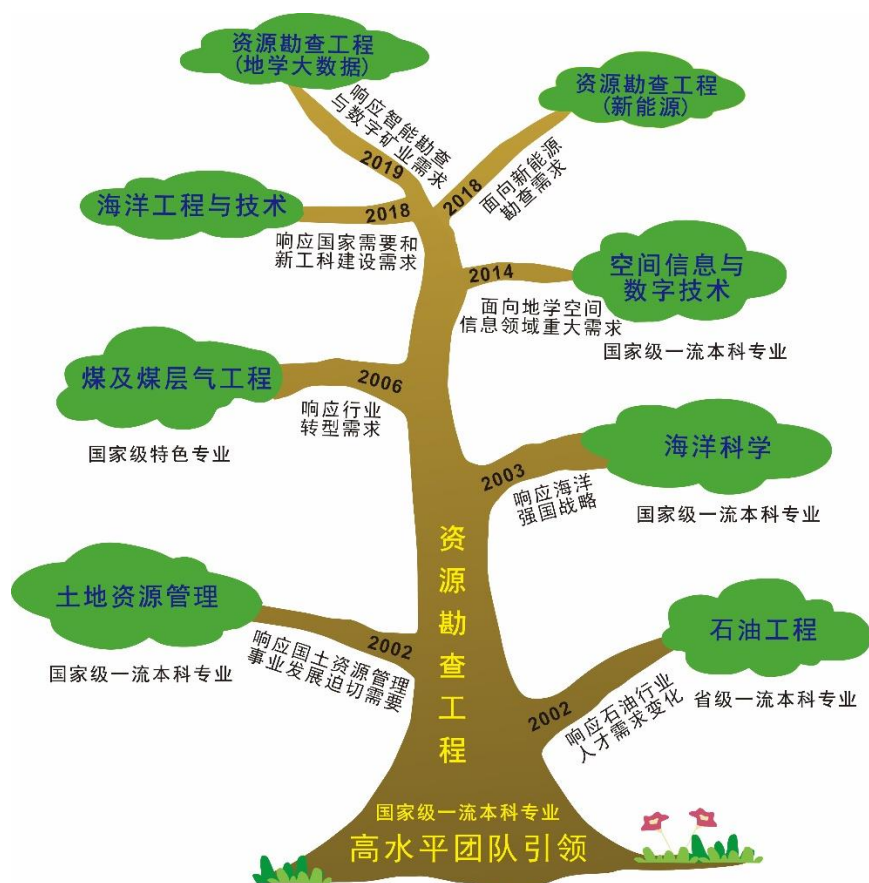 资源勘查工程
(地学大数据)
响应智能勘查
与数字矿业需求
2019
资源勘查工程
(新能源)
2018
面向新能源
勘查需求
海洋工程与技术
2018
响应国家需要和
新工科建设需求
空间信息与
数字技术
2014
面向地学空间
信息领域重大需求
国家级一流本科专业
煤及煤层气工程
2006
响应行业
转型需求
国家级特色专业
海洋科学
2003
响应海洋
强国战略
国家级一流本科专业
土地资源管理
2002
响应国土资源管理
事业发展迫切需要
国家级一流本科专业
石油工程
2002
响应石油行业
人才需求变化
省级一流本科专业
资源勘查工程
国家级一流本科专业
高水平团队引领